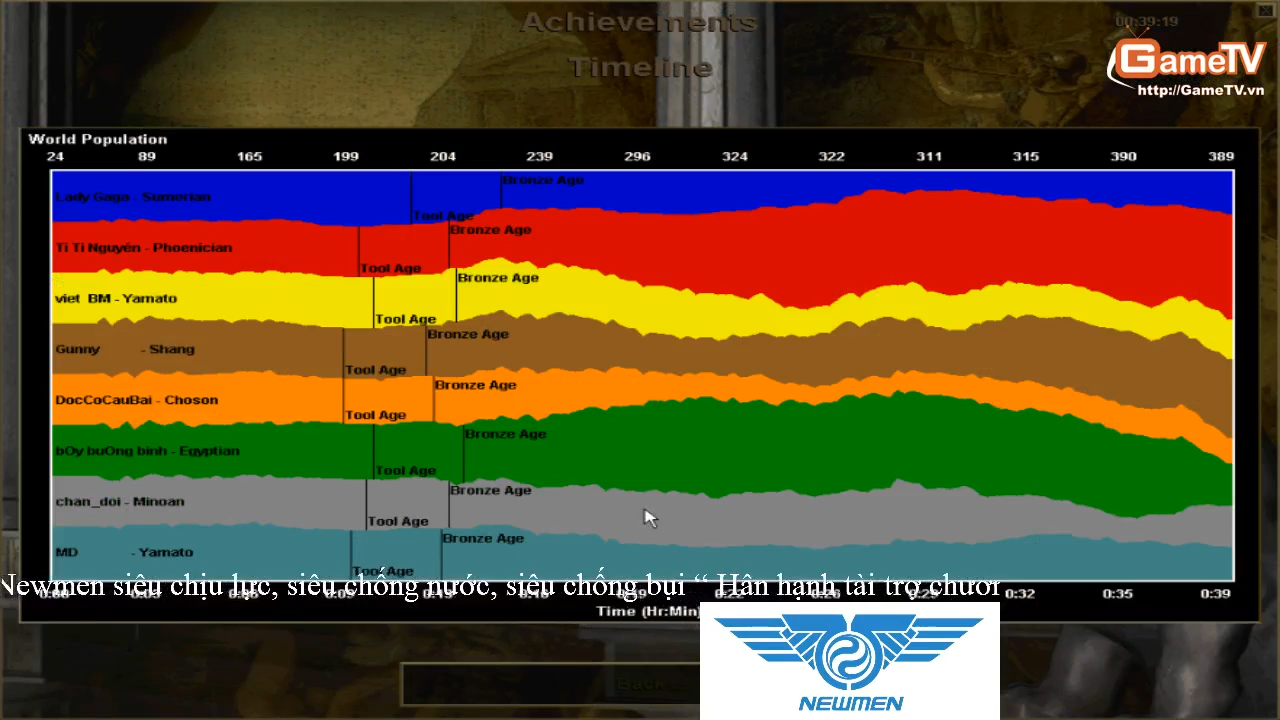 Achievements
00:39:19
Timeline
GameTV
http://GameTV.vn
World Population
24 89 165 199 204 239 296 324 322 311 315 390 389
Bronze Age
Lady Gaga - Sumerian
Tool Age
Bronze Age
Ti Ti Nguyên - Phoenician
Tool Age
Bronze Age
viet BM - Yamato
Tool Age
Bronze Age
Gunny - Shang
Tool Age
Bronze Age
DocCoCauBai - Choson
Tool Age
Bronze Age
bOy buOng binh - Egyptian
Tool Age
Bronze Age
chan_doi - Minoan
Tool Age
Bronze Age
MD - Yamato
Tool Age
Newmen siêu chịu lực, siêu chống nước, siêu chống bụi “ Hân hạnh tài trợ chươn
0:32 0:35 0:39
Time (Hr:Min)
Back
NEWMEN